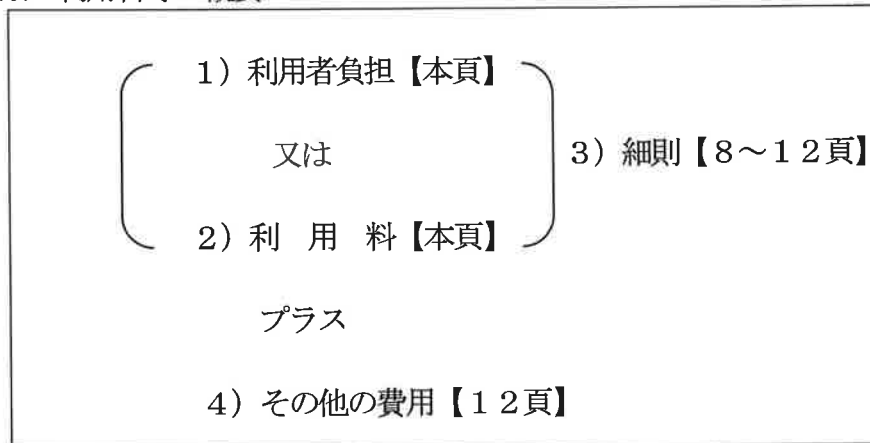 1）利用者負担【本頁】
又は
3）細則【8～12頁】
2）利　用　料【本頁】
プラス
4）その他の費用【12頁】